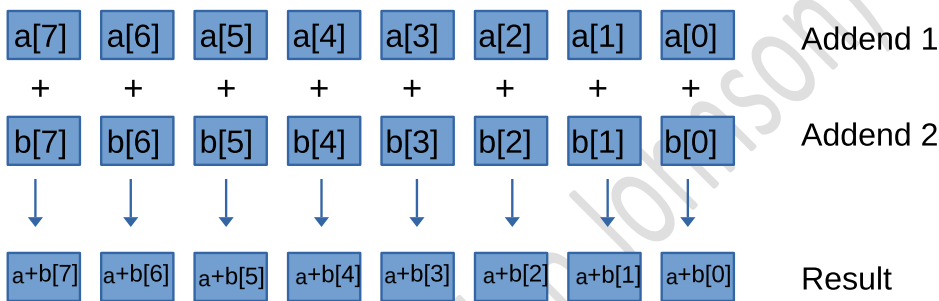 a[7] a[6] a[5] a[4] a[3] a[2] a[1] a[0] Addend 1
+ + + + + + + +
b[7] b[6] b[5] b[4] b[3] b[2] b[1] b[0] Addend 2
a+b[7] a+b[6] a+b[5] a+b[4] a+b[3] a+b[2] a+b[1] a+b[0] Result